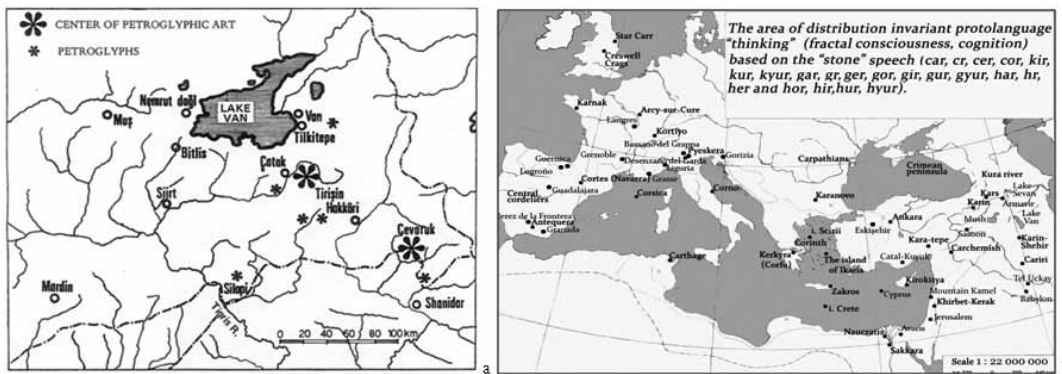 CENTER OF PETROGLYPHIC ART
PETROGLYPHS
Nemrut doğl
LAKE
VAN
Van
Muş
Tilkitepe
Bitlis
Çatak
Siirt
Tirişin
Hakkâri
Çevaruk
Silopi
Mardin
Shanidar
Tigris R.
0 20 40 60 80 100km
a
The area of distribution invariant protolanguage
"thinking" (fractal consciousness, cognition)
based on the "stone" speech (car, cr, cer, cor, kir,
kur, kyur, gar, gr, ger, gor, gir, gur, gyur, har, hr,
her and hor, hir,hur, hyur).
Star Carr
Creswell
Crags
Karnak
Arcy-sur-Cure
Langres
Kortiyo
Bassano del Grappa
Pyeskera
Guernica
Grenoble
Desenzano del Garda
Gorizia
Carpathians
Crimean
peninsula
Logroño
Liguria
Kura river
Cortes (Navarra)
Grasse
Central
cordeliers
Guadalajara
Corsica
Corno
Karanovo
Kars
Lake
Sevan
Karin
Armavir
Jerez de la Frontera
Ankara
Mush
Lake
Van
Antequera
Eskişehir
Granada
i. Scizii
Saloon
Karin-
Shehir
Corinth
Kara-tepe
Carchemish
Carthage
Kerkyra
(Corfu)
The island
of Ikaria
Catal-Kuyuk
Cariri
Kirokitiya
Tel Uckay
Zakros
Cyprus
Mountain Kamel
Babylon
i. Crete
Khirbet-Kerak
Jerusalem
Naucratis
Avaris
Sakkara
Scale 1 : 22 000 000